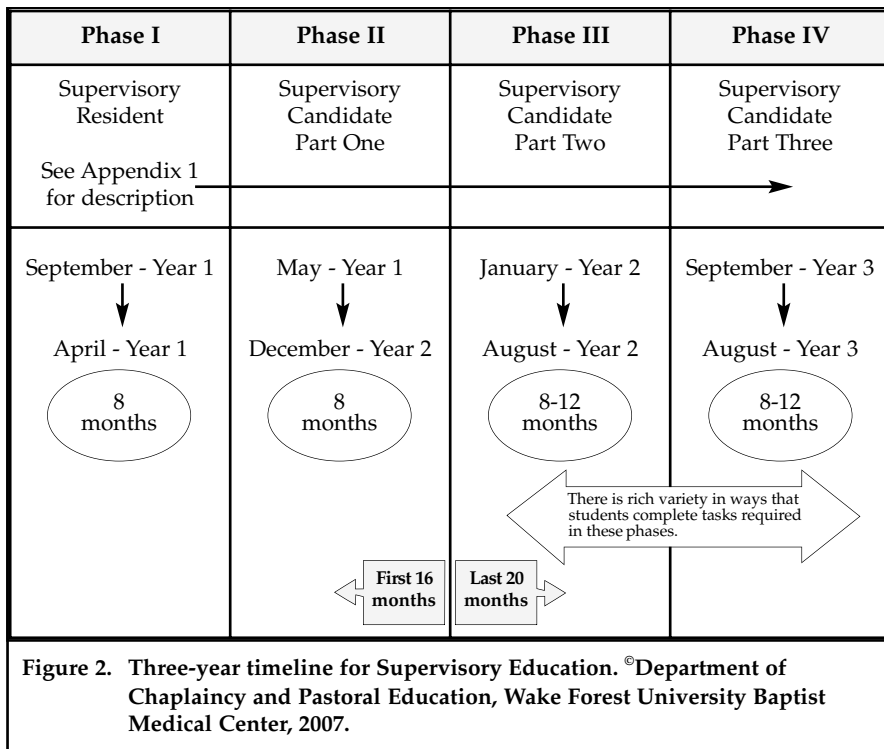 Phase I
Phase II
Phase III
Phase IV
Supervisory
Resident
See Appendix 1
for description
Supervisory
Candidate
Part One
Supervisory
Candidate
Part Two
Supervisory
Candidate
Part Three
September - Year 1
April - Year 1
8
months
May - Year 1
December - Year 2
8
months
January - Year 2
August - Year 2
8-12
months
September - Year 3
August - Year 3
8-12
months
There is rich variety in ways that
students complete tasks required
in these phases.
First 16
months
Last 20
months
Figure 2. Three-year timeline for Supervisory Education. ©Department of
Chaplaincy and Pastoral Education, Wake Forest University Baptist
Medical Center, 2007.